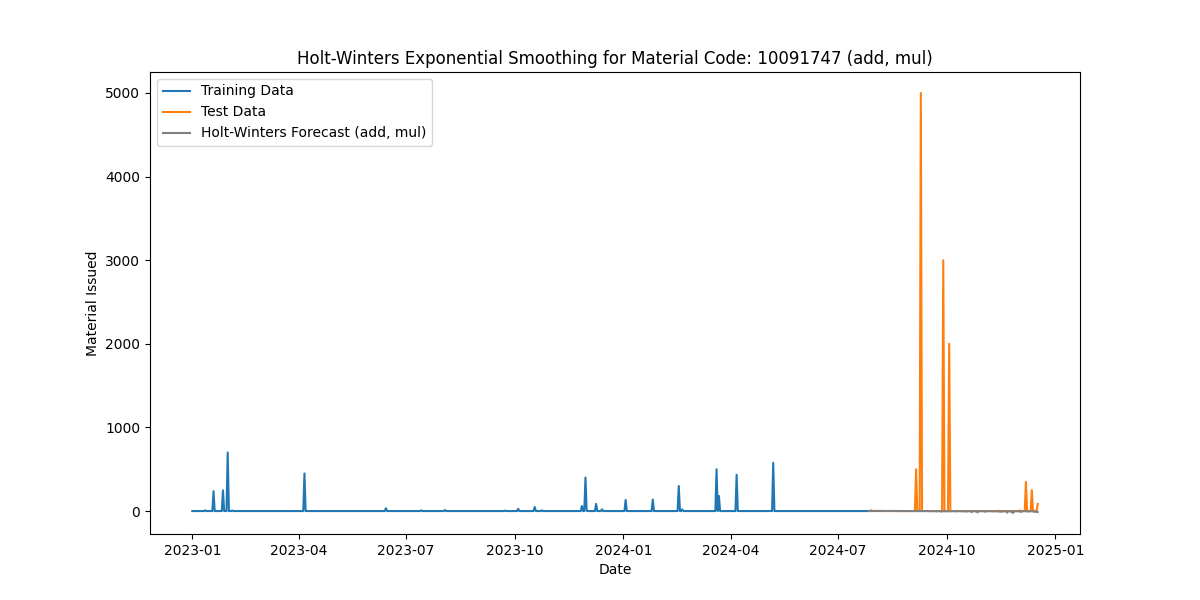 Holt-Winters Exponential Smoothing for Material Code: 10091747 (add, mul)
Training Data
Test Data
Holt-Winters Forecast (add, mul)
5000
4000
3000
2000
1000
0
Material Issued
2023-01 2023-04 2023-07 2023-10 2024-01 2024-04 2024-07 2024-10 2025-01
Date